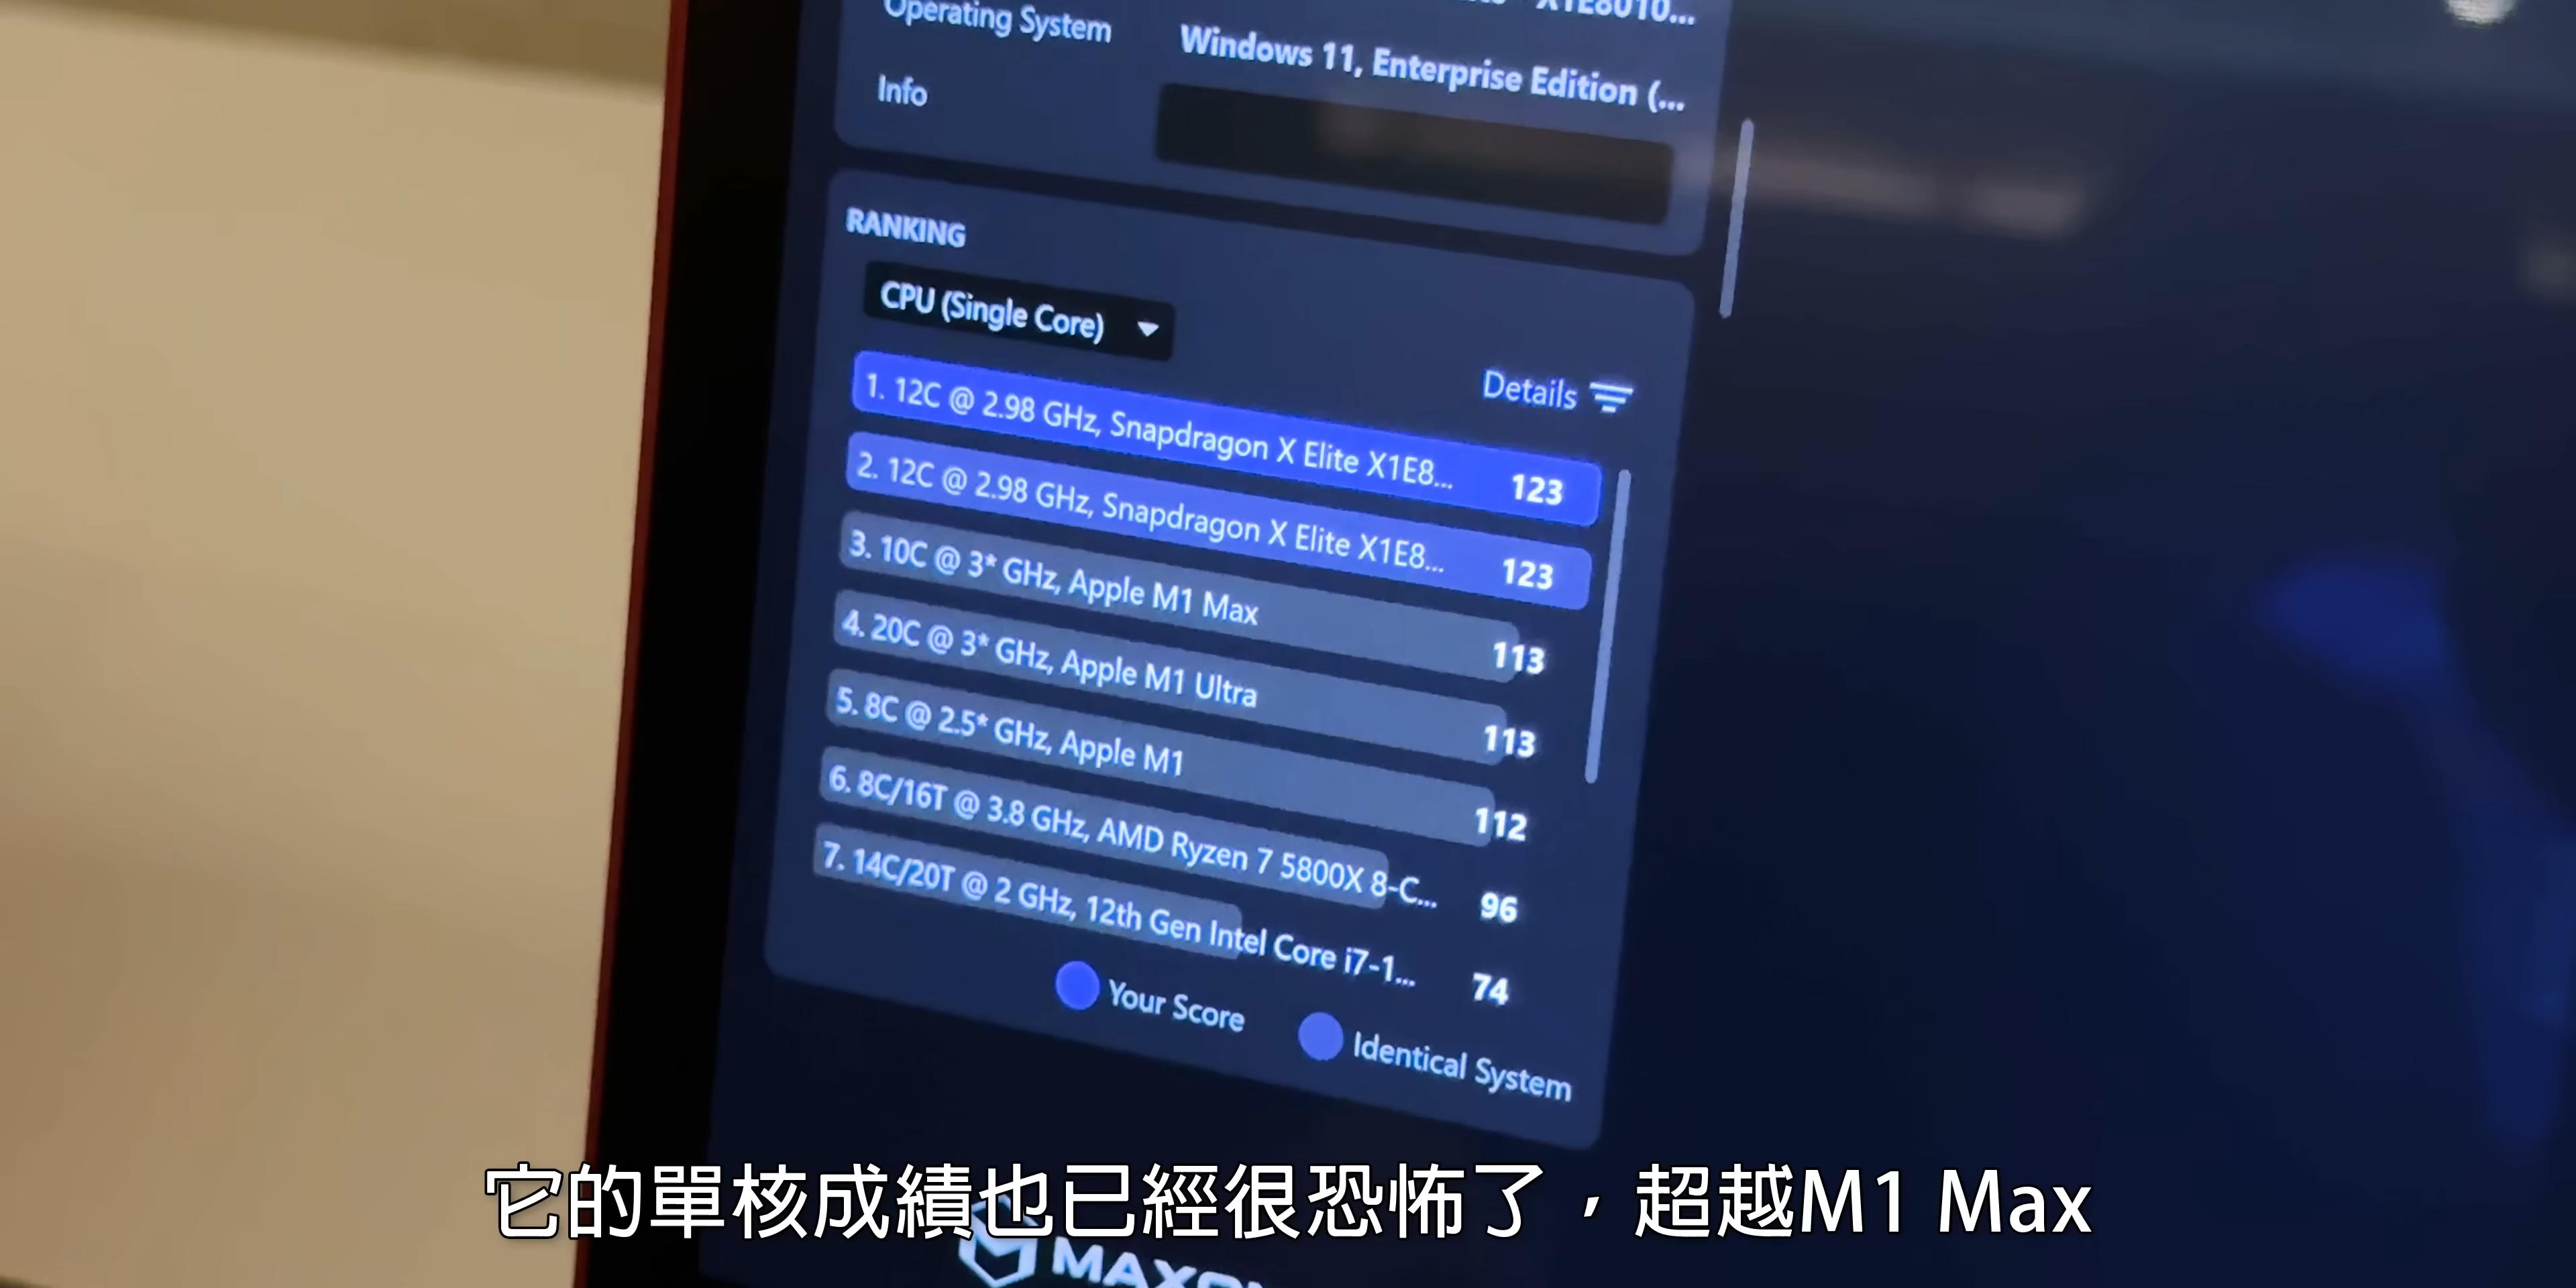 Operating System
Windows 11, Enterprise Edition (...
Info
RANKING
CPU (Single Core)
Details
1. 12C @ 2.98 GHz, Snapdragon X Elite X1E8... 123
2. 12C @ 2.98 GHz, Snapdragon X Elite X1E8... 123
3. 10C @ 3* GHz, Apple M1 Max 113
4. 20C @ 3* GHz, Apple M1 Ultra 113
5. 8C @ 2.5* GHz, Apple M1 112
6. 8C/16T @ 3.8 GHz, AMD Ryzen 7 5800X 8-C... 96
7. 14C/20T @ 2 GHz, 12th Gen Intel Core i7-1... 74
Your Score
Identical System
它的單核成績也已經很恐怖了，超越M1 Max